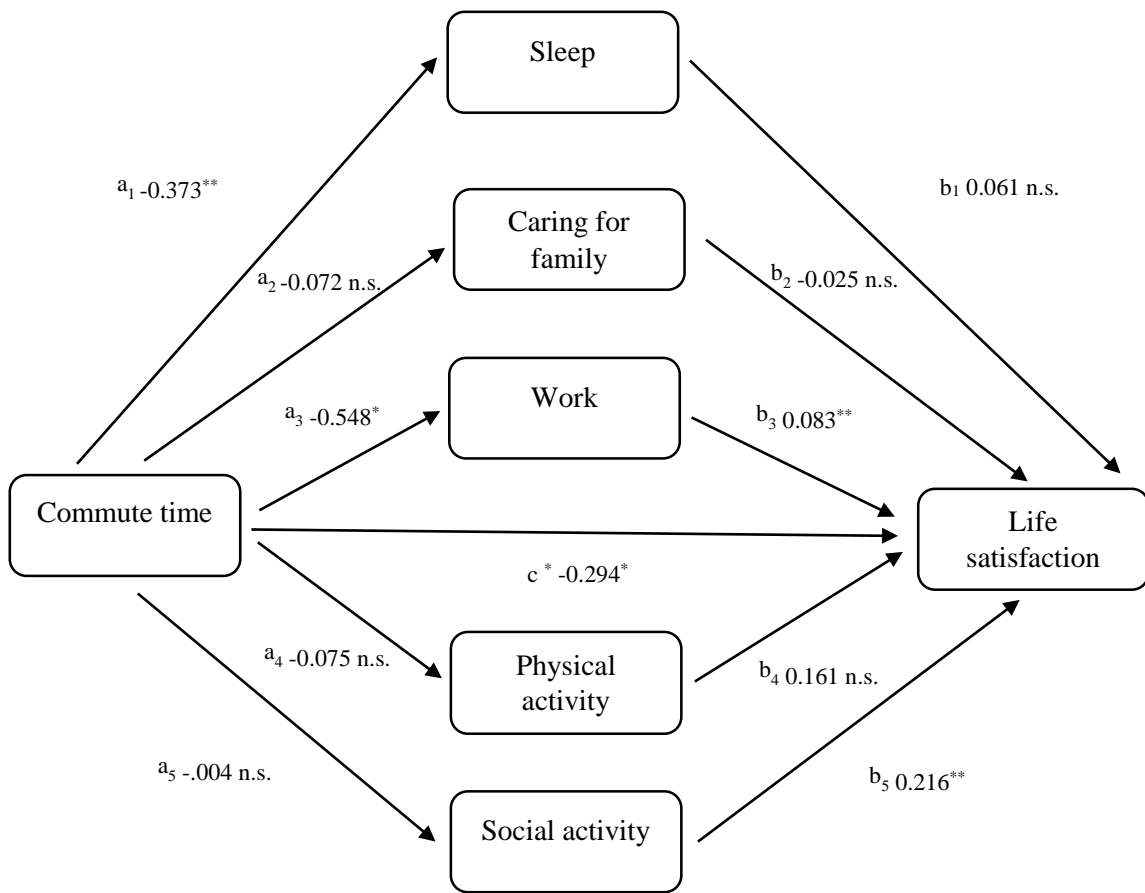 Sleep
a₁ -0.373**
b₁ 0.061 n.s.
Caring for
family
a₂ -0.072 n.s.
b₂ -0.025 n.s.
Work
a₃ -0.548*
b₃ 0.083**
Commute time
Life
satisfaction
c * -0.294*
a₄ -0.075 n.s.
Physical
activity
b₄ 0.161 n.s.
a₅ -.004 n.s.
b₅ 0.216**
Social activity